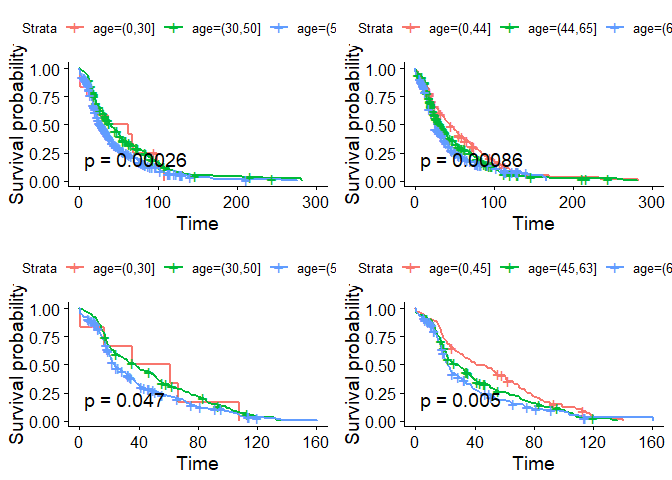 Strata age=(0,30] age=(30,50] age=(5
Survival probability
1.00
0.75
0.50
0.25
0.00
p = 0.00026
0 100 200 300
Time
Strata age=(0,44] age=(44,65] age=(6
Survival probability
1.00
0.75
0.50
0.25
0.00
p = 0.00086
0 100 200 300
Time
Strata age=(0,30] age=(30,50] age=(5
Survival probability
1.00
0.75
0.50
0.25
0.00
p = 0.047
0 40 80 120 160
Time
Strata age=(0,45] age=(45,63] age=(6
Survival probability
1.00
0.75
0.50
0.25
0.00
p = 0.005
0 40 80 120 160
Time